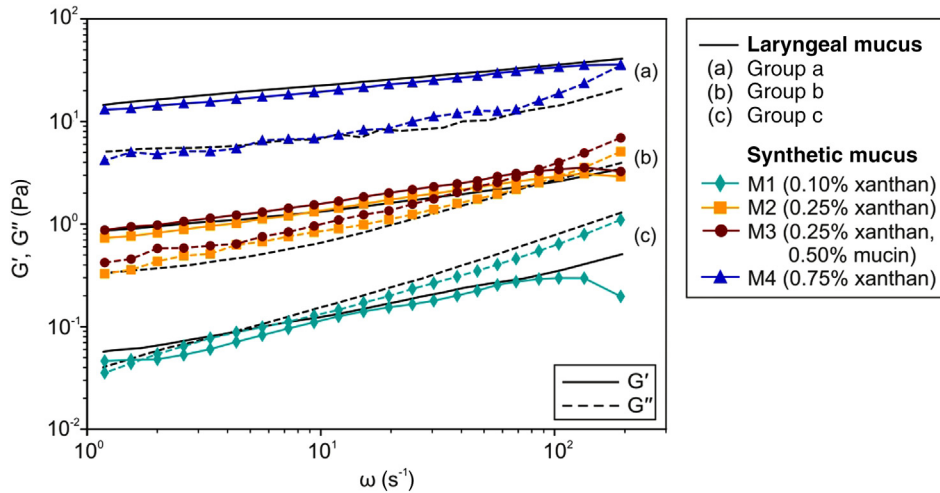 10²
10¹
10⁰
10⁻¹
10⁻²
G′, G″ (Pa)
10⁰
10¹
10²
ω (s⁻¹)
(a)
(b)
(c)
G′
G″
Laryngeal mucus
(a) Group a
(b) Group b
(c) Group c
Synthetic mucus
M1 (0.10% xanthan)
M2 (0.25% xanthan)
M3 (0.25% xanthan,
0.50% mucin)
M4 (0.75% xanthan)